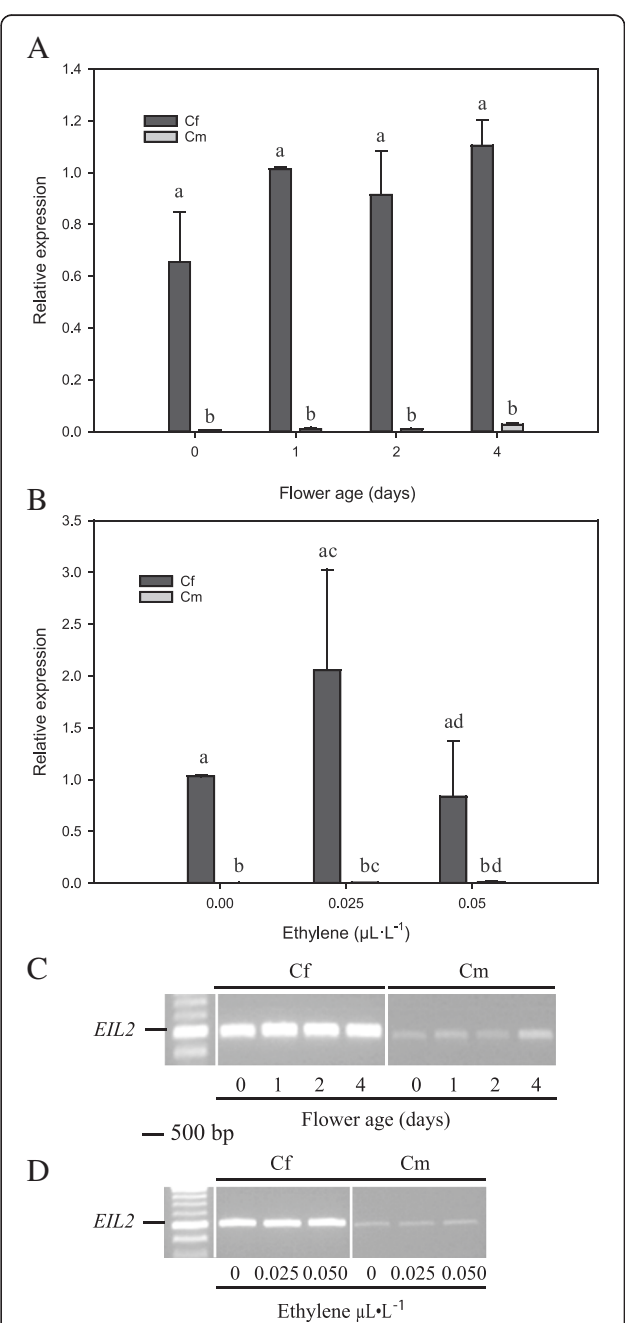 A
1.4
1.2
1.0
0.8
0.6
0.4
0.2
0.0
Relative expression
Cf
Cm
a
a
a
a
b
b
b
b
0
1
2
4
Flower age (days)
B
3.5
3.0
2.5
2.0
1.5
1.0
0.5
0.0
Relative expression
Cf
Cm
a
ac
ad
b
bc
bd
0.00
0.025
0.05
Ethylene (µL·L⁻¹)
C
Cf Cm
EIL2
0 1 2 4 0 1 2 4
Flower age (days)
500 bp
D
Cf Cm
EIL2
0 0.025 0.050 0 0.025 0.050
Ethylene µL•L⁻¹